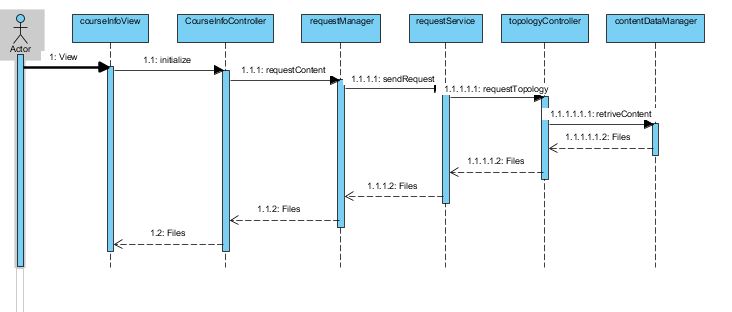 courseInfoView
CourseInfoController
requestManager
requestService
topologyController
contentDataManager
Actor
1: View
1.1: initialize
1.1.1: requestContent
1.1.1.1: sendRequest
1.1.1.1.1: requestTopology
1.1.1.1.1.1: retriveContent
1.1.1.1.1.2: Files
1.1.1.1.2: Files
1.1.1.2: Files
1.1.2: Files
1.2: Files